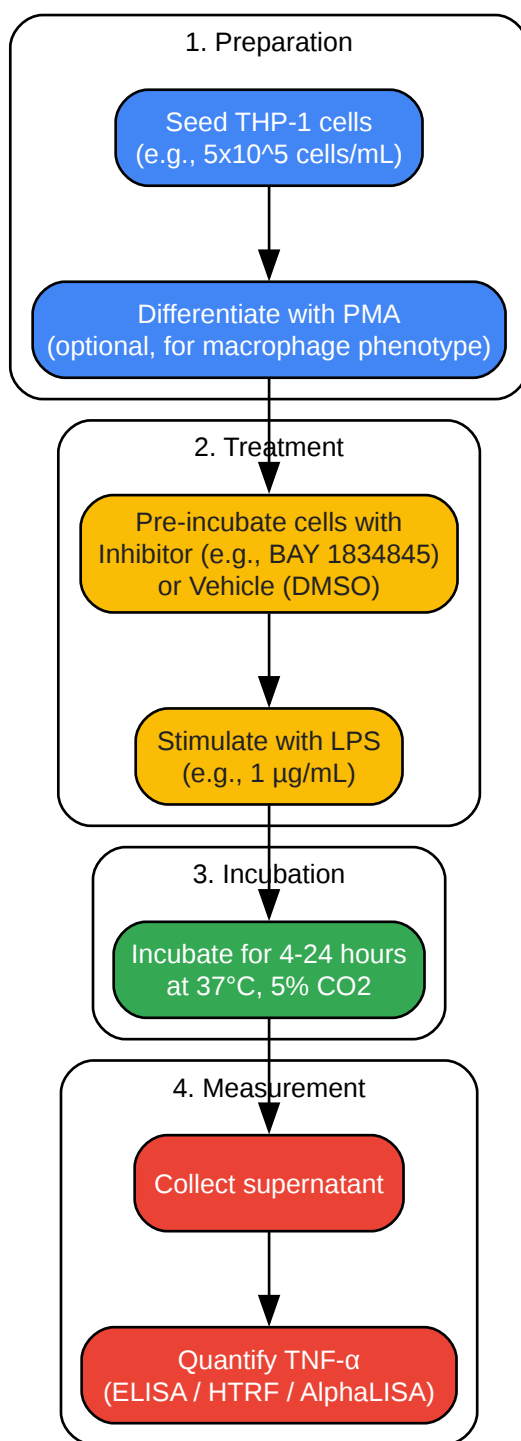 1. Preparation
Seed THP-1 cells
(e.g., 5x10^5 cells/mL)
Differentiate with PMA
(optional, for macrophage phenotype)
2. Treatment
Pre-incubate cells with
Inhibitor (e.g., BAY 1834845)
or Vehicle (DMSO)
Stimulate with LPS
(e.g., 1 µg/mL)
3. Incubation
Incubate for 4-24 hours
at 37°C, 5% CO2
4. Measurement
Collect supernatant
Quantify TNF-α
(ELISA / HTRF / AlphaLISA)